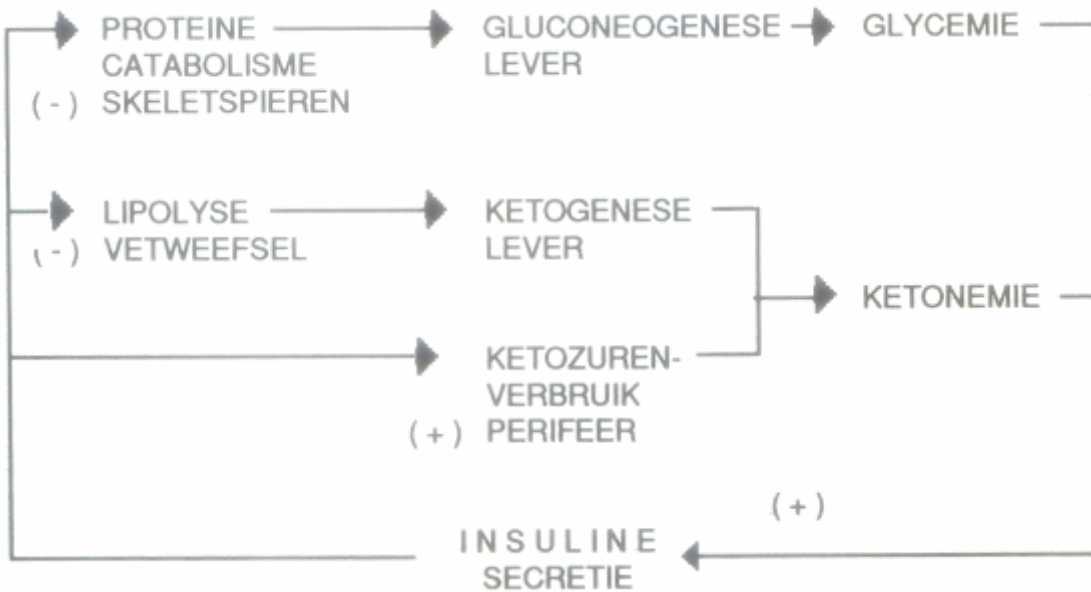 PROTEINE
CATABOLISME
(-) SKELETSPIEREN
GLUCONEOGENESE
LEVER
GLYCEMIE
LIPOLYSE
(-) VETWEEFSEL
KETOGENESE
LEVER
KETONEMIE
KETOZUREN-
VERBRUIK
(+) PERIFEER
(+)
INSULINE
SECRETIE